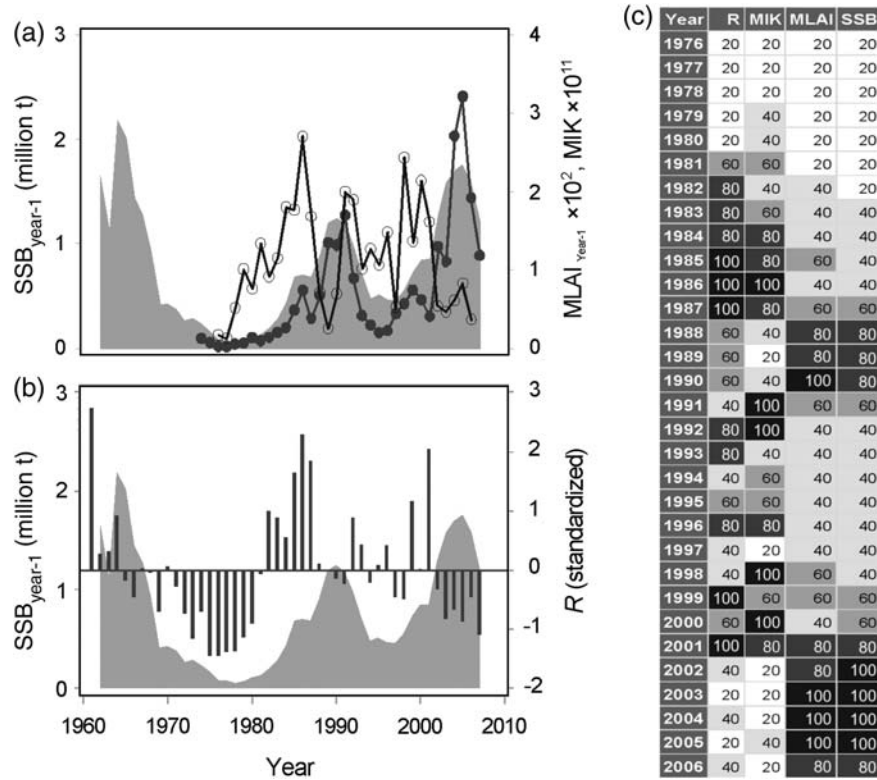 (a)
3
2
1
0
SSB year-1 (million t)
4
3
2
1
0
MLAI Year-1 ×10 2, MIK ×10 11
(b)
3
2
1
0
SSB year-1 (million t)
3
2
1
0
-1
-2
R (standardized)
1960 1970 1980 1990 2000 2010
Year
(c)
Year R MIK MLAI SSB
1976 20 20 20 20
1977 20 20 20 20
1978 20 20 20 20
1979 20 40 20 20
1980 20 40 20 20
1981 60 60 20 20
1982 80 40 40 20
1983 80 60 40 40
1984 80 80 40 40
1985 100 80 60 40
1986 100 100 40 40
1987 100 80 60 60
1988 60 40 80 80
1989 60 20 80 80
1990 60 40 100 80
1991 40 100 60 60
1992 80 100 40 40
1993 80 40 40 40
1994 40 60 40 40
1995 60 60 40 40
1996 80 80 40 40
1997 40 20 40 40
1998 40 100 60 40
1999 100 60 60 60
2000 60 100 40 60
2001 100 80 80 80
2002 40 20 80 100
2003 20 20 100 100
2004 40 20 100 100
2005 20 40 100 100
2006 40 20 80 80